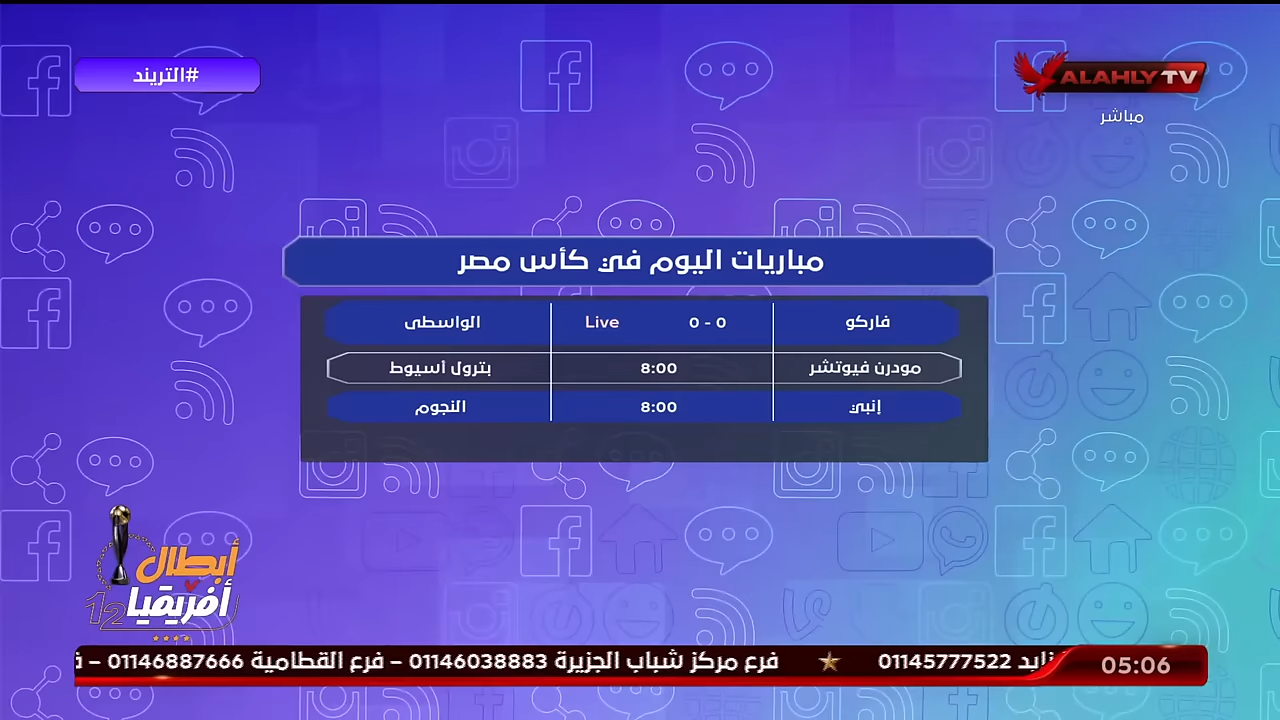 #التريند
ALAHLY TV
مباشر
مباريات اليوم في كأس مصر
فاركو 0 - 0 Live الواسطى
مودرن فيوتشر 8:00 بترول أسيوط
إنبي 8:00 النجوم
أبطال
أفريقيا 12
05:06 01145777522 ★ فرع مركز شباب الجزيرة 01146038883 – فرع القطامية 01146887666 –